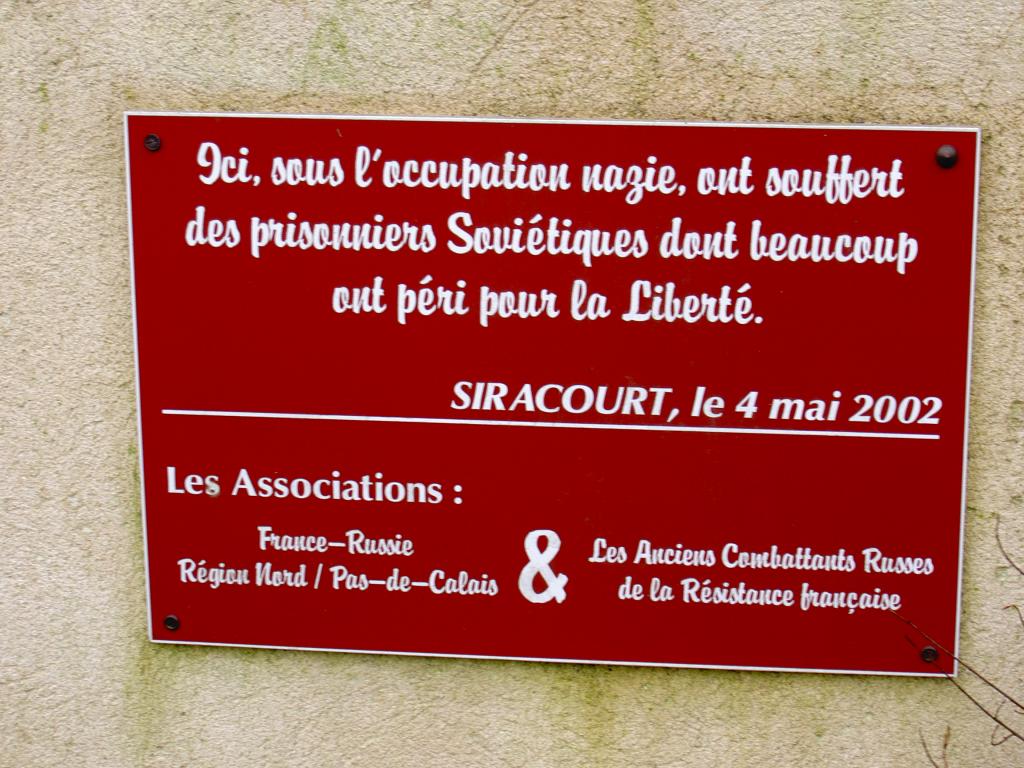 Ici, sous l'occupation nazie, ont souffert
des prisonniers Soviétiques dont beaucoup
ont péri pour la Liberté.
SIRACOURT, le 4 mai 2002
Les Associations :
France-Russie
Région Nord / Pas-de-Calais
&
Les Anciens Combattants Russes
de la Résistance française